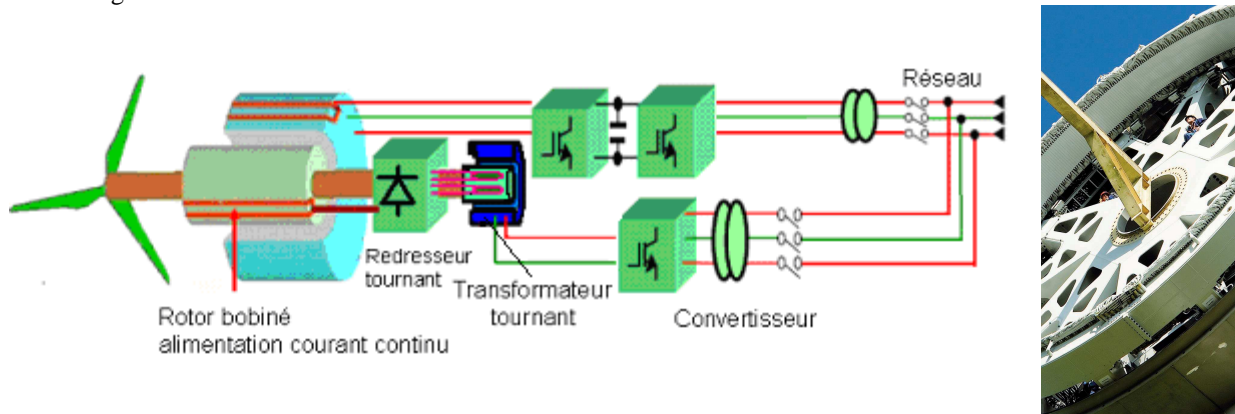 Réseau
Redresseur
tournant
Transformateur
tournant
Convertisseur
Rotor bobiné
alimentation courant continu